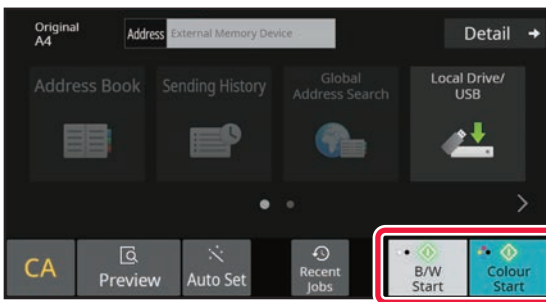 Original
A4
Address
External Memory Device
Detail
Address Book
Sending History
Global
Address Search
Local Drive/
USB
CA
Preview
Auto Set
Recent
Jobs
B/W
Start
Colour
Start